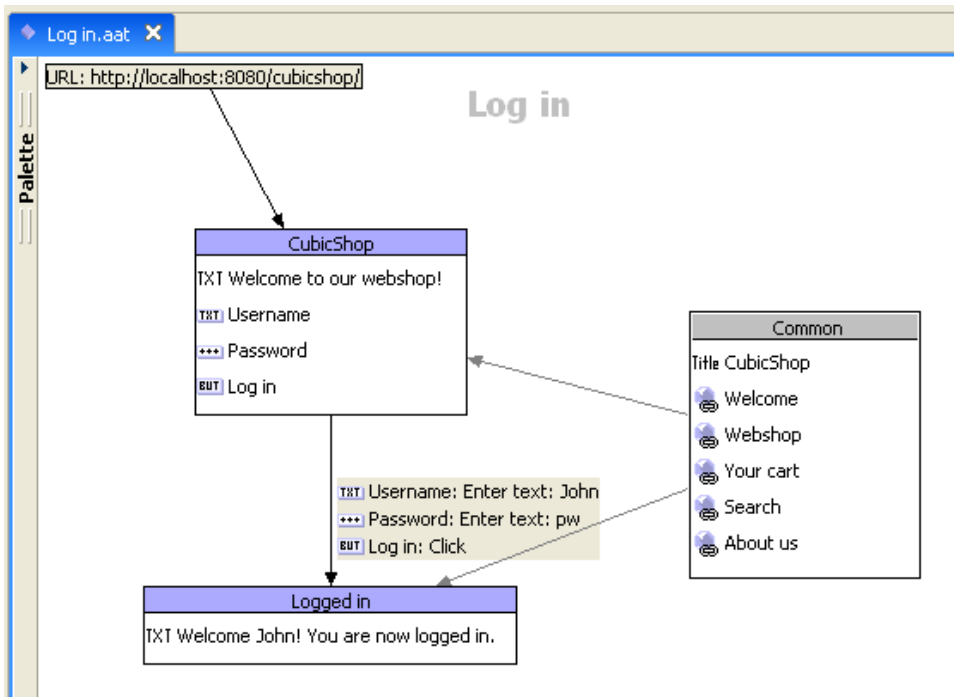 Log in.aat
URL: http://localhost:8080/cubicshop/
Log in
Palette
CubicShop
TXT Welcome to our webshop!
TXT Username
*** Password
BUT Log in
Common
Title CubicShop
Welcome
Webshop
Your cart
Search
About us
TXT Username: Enter text: John
*** Password: Enter text: pw
BUT Log in: Click
Logged in
TXT Welcome John! You are now logged in.